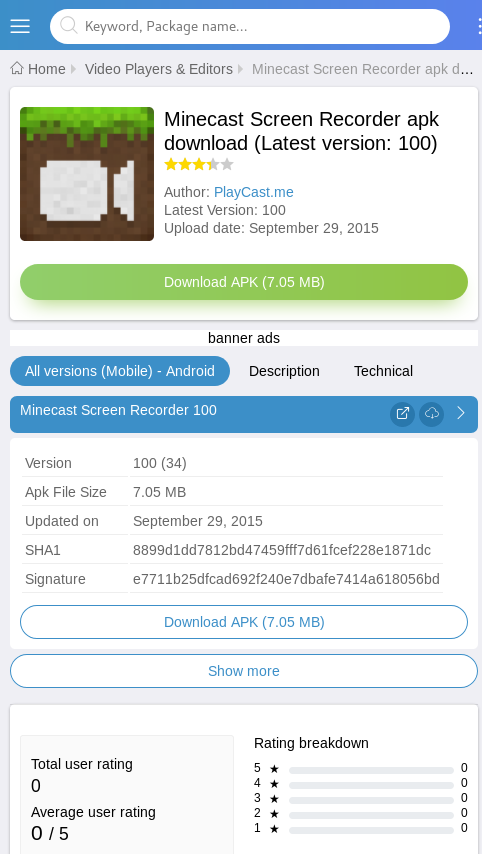 Keyword, Package name...
Home Video Players & Editors Minecast Screen Recorder apk d...
Minecast Screen Recorder apk
download (Latest version: 100)
Author: PlayCast.me
Latest Version: 100
Upload date: September 29, 2015
Download APK (7.05 MB)
banner ads
All versions (Mobile) - Android Description Technical
Minecast Screen Recorder 100
Version 100 (34)
Apk File Size 7.05 MB
Updated on September 29, 2015
SHA1 8899d1dd7812bd47459fff7d61fcef228e1871dc
Signature e7711b25dfcad692f240e7dbafe7414a618056bd
Download APK (7.05 MB)
Show more
Total user rating
0
Average user rating
0 / 5
Rating breakdown
5 ★ 0
4 ★ 0
3 ★ 0
2 ★ 0
1 ★ 0